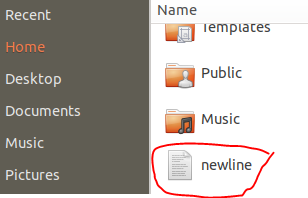 Recent
Home
Desktop
Documents
Music
Pictures
Name
Templates
Public
Music
newline